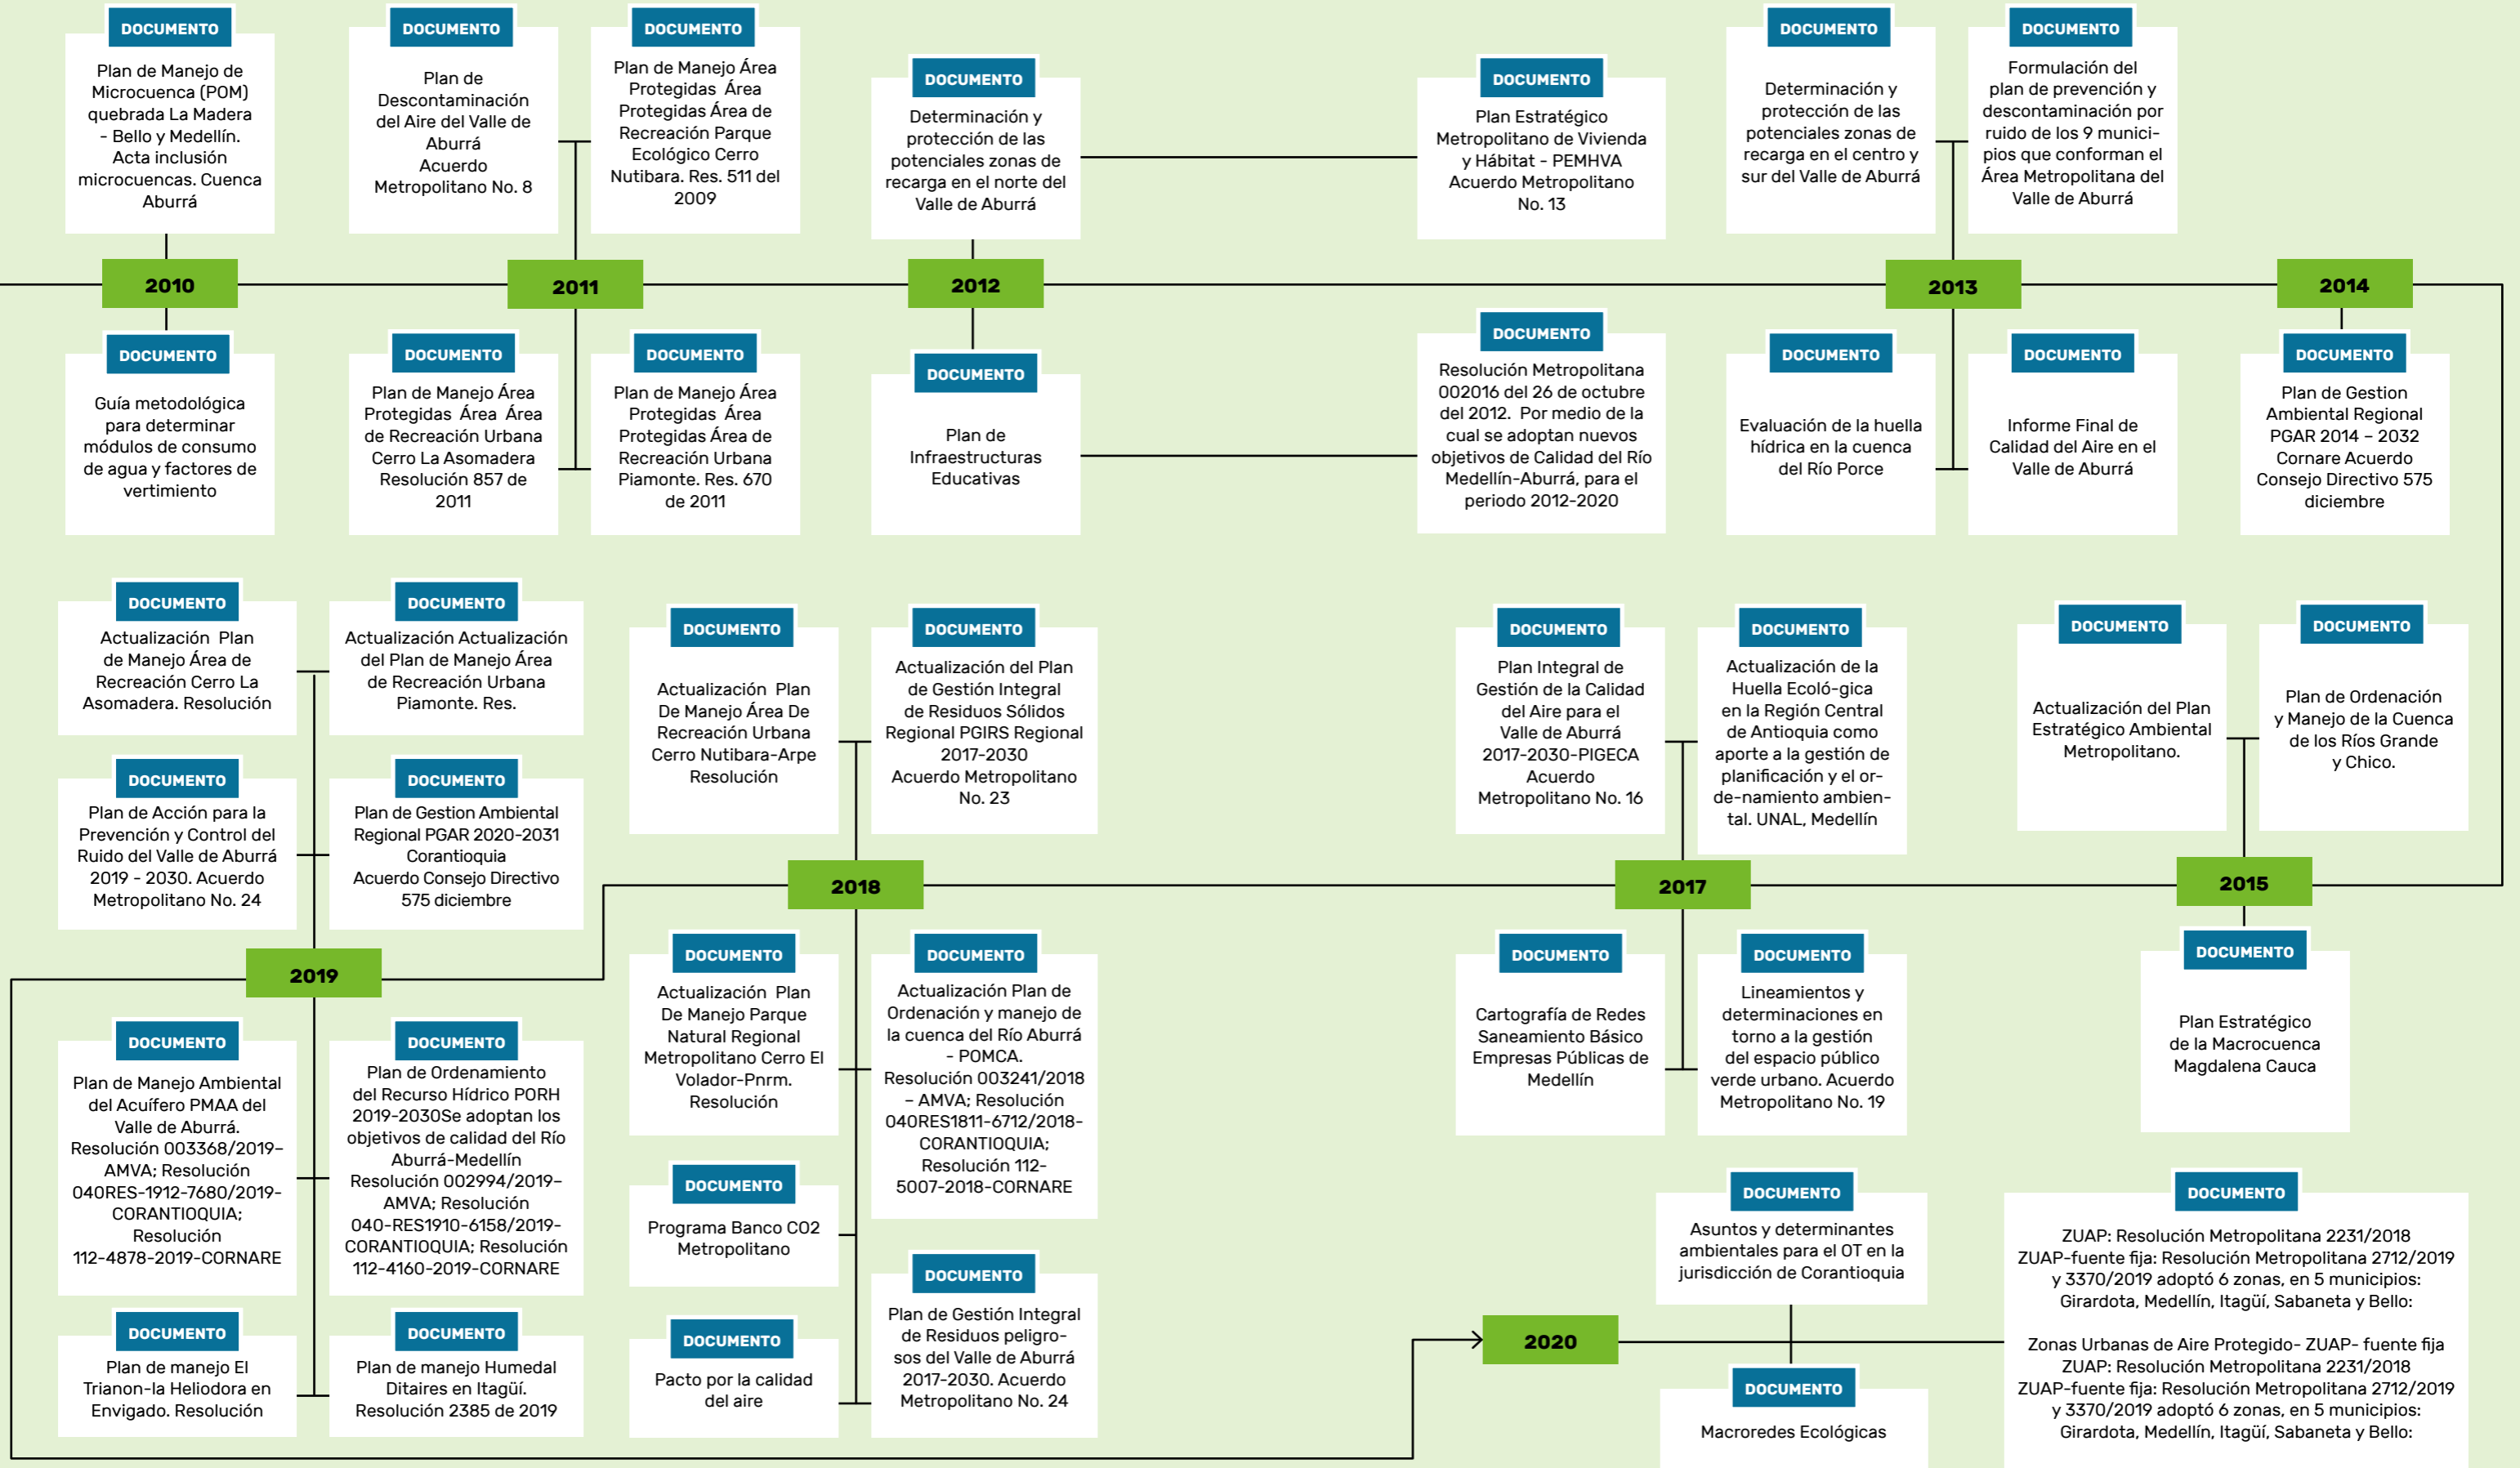 DOCUMENTO
Plan de Manejo de
Microcuenca (POM)
quebrada La Madera
- Bello y Medellín.
Acta inclusión
microcuencas. Cuenca
Aburrá
DOCUMENTO
Plan de
Descontaminación
del Aire del Valle de
Aburrá
Acuerdo
Metropolitano No. 8
DOCUMENTO
Plan de Manejo Área
Protegidas Área
Protegidas Área de
Recreación Parque
Ecológico Cerro
Nutibara. Res. 511 del
2009
DOCUMENTO
Determinación y
protección de las
potenciales zonas de
recarga en el norte del
Valle de Aburrá
DOCUMENTO
Plan Estratégico
Metropolitano de Vivienda
y Hábitat - PEMHVA
Acuerdo Metropolitano
No. 13
DOCUMENTO
Determinación y
protección de las
potenciales zonas de
recarga en el centro y
sur del Valle de Aburrá
DOCUMENTO
Formulación del
plan de prevención y
descontaminación por
ruido de los 9 munici-
pios que conforman el
Área Metropolitana del
Valle de Aburrá
2010
2011
2012
2013
2014
DOCUMENTO
Guía metodológica
para determinar
módulos de consumo
de agua y factores de
vertimiento
DOCUMENTO
Plan de Manejo Área
Protegidas Área Área
de Recreación Urbana
Cerro La Asomadera
Resolución 857 de
2011
DOCUMENTO
Plan de Manejo Área
Protegidas Área
Protegidas Área de
Recreación Urbana
Piamonte. Res. 670
de 2011
DOCUMENTO
Plan de
Infraestructuras
Educativas
DOCUMENTO
Resolución Metropolitana
002016 del 26 de octubre
del 2012. Por medio de la
cual se adoptan nuevos
objetivos de Calidad del Río
Medellín-Aburrá, para el
periodo 2012-2020
DOCUMENTO
Evaluación de la huella
hídrica en la cuenca
del Río Porce
DOCUMENTO
Informe Final de
Calidad del Aire en el
Valle de Aburrá
DOCUMENTO
Plan de Gestion
Ambiental Regional
PGAR 2014 – 2032
Cornare Acuerdo
Consejo Directivo 575
diciembre
DOCUMENTO
Actualización Plan
de Manejo Área de
Recreación Cerro La
Asomadera. Resolución
DOCUMENTO
Actualización Actualización
del Plan de Manejo Área
de Recreación Urbana
Piamonte. Res.
DOCUMENTO
Plan de Acción para la
Prevención y Control del
Ruido del Valle de Aburrá
2019 - 2030. Acuerdo
Metropolitano No. 24
DOCUMENTO
Plan de Gestion Ambiental
Regional PGAR 2020-2031
Corantioquia
Acuerdo Consejo Directivo
575 diciembre
DOCUMENTO
Actualización Plan
De Manejo Área De
Recreación Urbana
Cerro Nutibara-Arpe
Resolución
DOCUMENTO
Actualización del Plan
de Gestión Integral
de Residuos Sólidos
Regional PGIRS Regional
2017-2030
Acuerdo Metropolitano
No. 23
DOCUMENTO
Plan Integral de
Gestión de la Calidad
del Aire para el
Valle de Aburrá
2017-2030-PIGECA
Acuerdo
Metropolitano No. 16
DOCUMENTO
Actualización de la
Huella Ecoló-gica
en la Región Central
de Antioquia como
aporte a la gestión de
planificación y el or-
de-namiento ambien-
tal. UNAL, Medellín
DOCUMENTO
Actualización del Plan
Estratégico Ambiental
Metropolitano.
DOCUMENTO
Plan de Ordenación
y Manejo de la Cuenca
de los Ríos Grande
y Chico.
2018
2017
2015
2019
DOCUMENTO
Plan de Manejo Ambiental
del Acuífero PMAA del
Valle de Aburrá.
Resolución 003368/2019–
AMVA; Resolución
040RES-1912-7680/2019-
CORANTIOQUIA;
Resolución
112-4878-2019-CORNARE
DOCUMENTO
Plan de Ordenamiento
del Recurso Hídrico PORH
2019-2030Se adoptan los
objetivos de calidad del Río
Aburrá-Medellín
Resolución 002994/2019–
AMVA; Resolución
040-RES1910-6158/2019-
CORANTIOQUIA; Resolución
112-4160-2019-CORNARE
DOCUMENTO
Plan de manejo El
Trianon-la Heliodora en
Envigado. Resolución
DOCUMENTO
Plan de manejo Humedal
Ditaires en Itagüí.
Resolución 2385 de 2019
DOCUMENTO
Actualización Plan
De Manejo Parque
Natural Regional
Metropolitano Cerro El
Volador-Pnrm.
Resolución
DOCUMENTO
Actualización Plan de
Ordenación y manejo de
la cuenca del Río Aburrá
- POMCA.
Resolución 003241/2018
– AMVA; Resolución
040RES1811-6712/2018-
CORANTIOQUIA;
Resolución 112-
5007-2018-CORNARE
DOCUMENTO
Programa Banco CO2
Metropolitano
DOCUMENTO
Pacto por la calidad
del aire
DOCUMENTO
Plan de Gestión Integral
de Residuos peligro-
sos del Valle de Aburrá
2017-2030. Acuerdo
Metropolitano No. 24
DOCUMENTO
Cartografía de Redes
Saneamiento Básico
Empresas Públicas de
Medellín
DOCUMENTO
Lineamientos y
determinaciones en
torno a la gestión
del espacio público
verde urbano. Acuerdo
Metropolitano No. 19
DOCUMENTO
Plan Estratégico
de la Macrocuenca
Magdalena Cauca
2020
DOCUMENTO
Asuntos y determinantes
ambientales para el OT en la
jurisdicción de Corantioquia
DOCUMENTO
Macroredes Ecológicas
DOCUMENTO
ZUAP: Resolución Metropolitana 2231/2018
ZUAP-fuente fija: Resolución Metropolitana 2712/2019
y 3370/2019 adoptó 6 zonas, en 5 municipios:
Girardota, Medellín, Itagüí, Sabaneta y Bello:
Zonas Urbanas de Aire Protegido- ZUAP- fuente fija
ZUAP: Resolución Metropolitana 2231/2018
ZUAP-fuente fija: Resolución Metropolitana 2712/2019
y 3370/2019 adoptó 6 zonas, en 5 municipios:
Girardota, Medellín, Itagüí, Sabaneta y Bello: